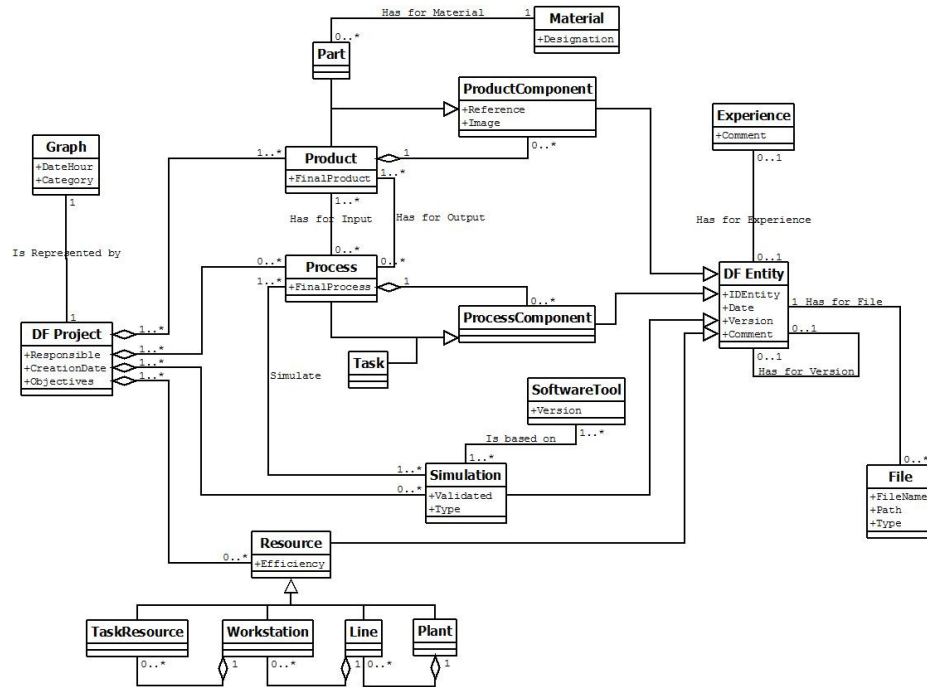 Has for Material
1
Material
+Designation
0..*
Part
ProductComponent
+Reference
+Image
Experience
+Comment
Graph
+DateHour
+Category
1..*
Product
+FinalProduct
1
0..*
1..*
0..1
1
1..*
Has for Input
Has for Output
Has for Experience
Is Represented by
0..*
0..*
0..*
0..1
Process
+FinalProcess
1..*
1
0..*
DF Entity
+IDEntity
+Date
+Version
+Comment
1
Has for File
0..1
0..1
Has for Version
ProcessComponent
1
DF Project
+Responsible
+CreationDate
+Objectives
1..*
1..*
1..*
1..*
Task
Simulate
SoftwareTool
+Version
Is based on
1..*
1..*
1..*
0..*
Simulation
+Validated
+Type
0..*
File
+FileName
+Path
+Type
Resource
+Efficiency
0..*
TaskResource
Workstation
Line
Plant
0..*
1
0..*
1
0..*
1